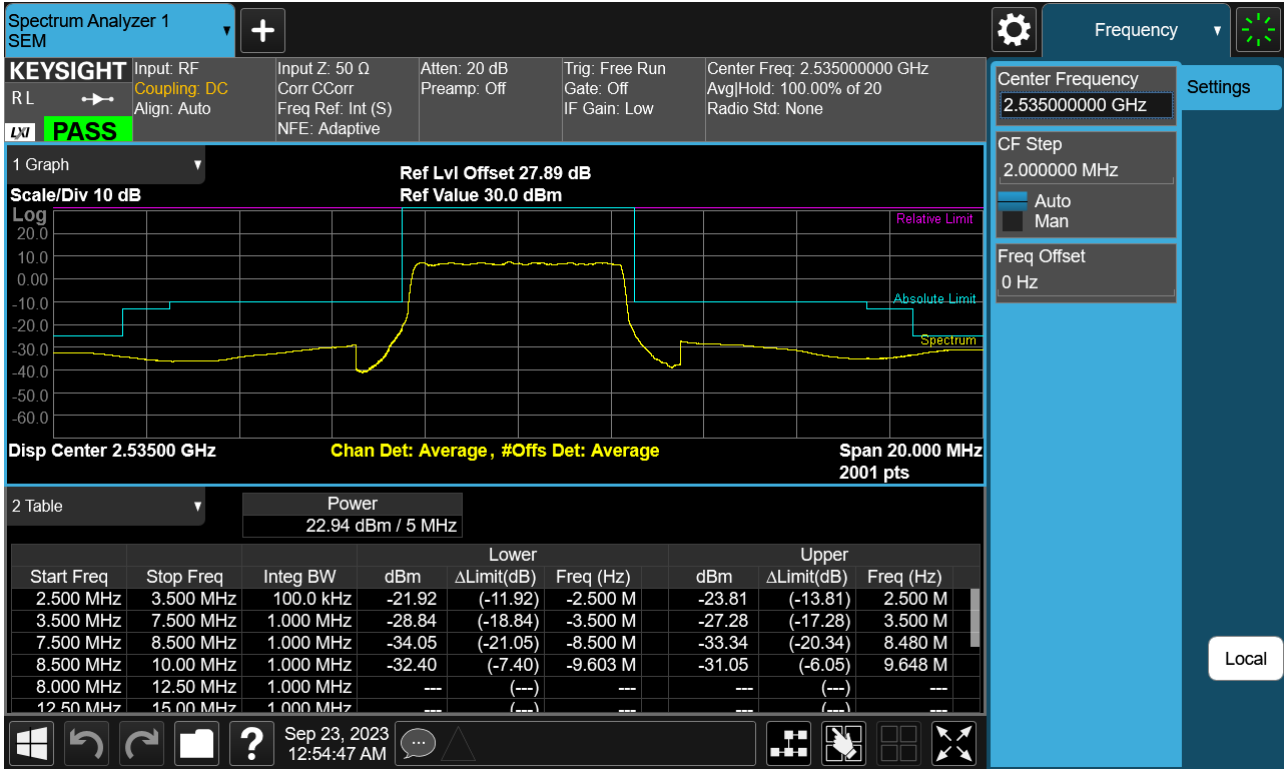 Spectrum Analyzer 1
SEM
Frequency
KEYSIGHT
R L
LXI
PASS
Input: RF
Coupling: DC
Align: Auto
Input Z: 50 Ω
Corr CCorr
Freq Ref: Int (S)
NFE: Adaptive
Atten: 20 dB
Preamp: Off
Trig: Free Run
Gate: Off
IF Gain: Low
Center Freq: 2.535000000 GHz
Avg|Hold: 100.00% of 20
Radio Std: None
Center Frequency
2.535000000 GHz
Settings
CF Step
2.000000 MHz
Auto
Man
Freq Offset
0 Hz
Local
1 Graph
Ref Lvl Offset 27.89 dB
Scale/Div 10 dB
Ref Value 30.0 dBm
Log
20.0
10.0
0.00
-10.0
-20.0
-30.0
-40.0
-50.0
-60.0
Relative Limit
Absolute Limit
Spectrum
Disp Center 2.53500 GHz
Chan Det: Average , #Offs Det: Average
Span 20.000 MHz
2001 pts
2 Table
Power
22.94 dBm / 5 MHz
Lower Upper
Start Freq Stop Freq Integ BW dBm ΔLimit(dB) Freq (Hz) dBm ΔLimit(dB) Freq (Hz)
2.500 MHz 3.500 MHz 100.0 kHz -21.92 (-11.92) -2.500 M -23.81 (-13.81) 2.500 M
3.500 MHz 7.500 MHz 1.000 MHz -28.84 (-18.84) -3.500 M -27.28 (-17.28) 3.500 M
7.500 MHz 8.500 MHz 1.000 MHz -34.05 (-21.05) -8.500 M -33.34 (-20.34) 8.480 M
8.500 MHz 10.00 MHz 1.000 MHz -32.40 (-7.40) -9.603 M -31.05 (-6.05) 9.648 M
8.000 MHz 12.50 MHz 1.000 MHz --- (---) --- --- (---) ---
12.50 MHz 15.00 MHz 1.000 MHz --- (---) --- --- (---) ---
Sep 23, 2023
12:54:47 AM